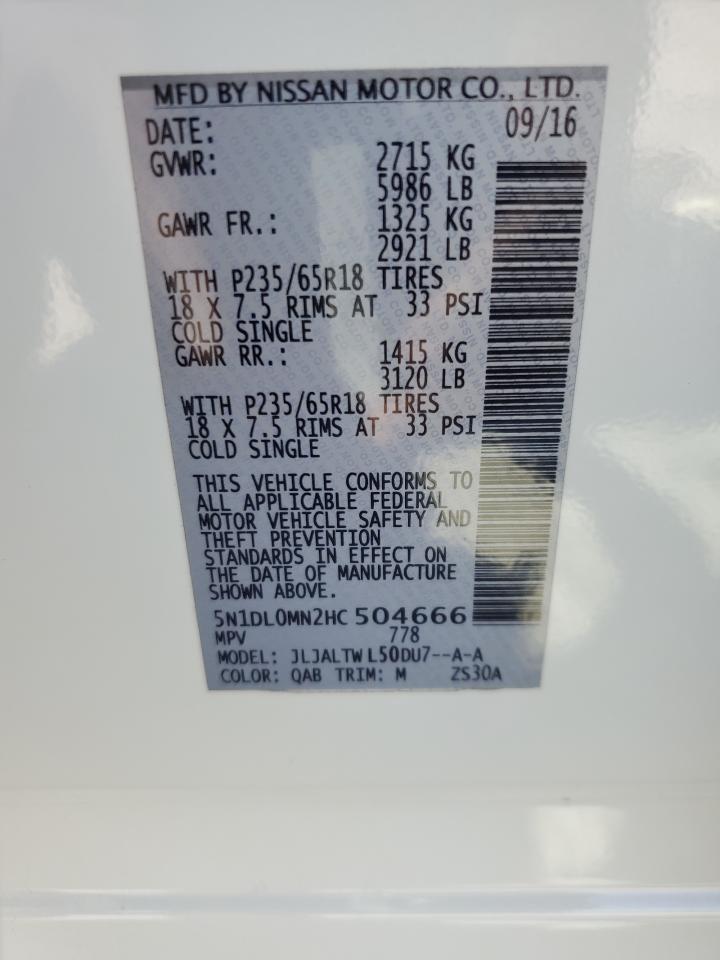 MFD BY NISSAN MOTOR CO., LTD.
DATE: 09/16
GVWR: 2715 KG
5986 LB
GAWR FR.: 1325 KG
2921 LB
WITH P235/65R18 TIRES
18 X 7.5 RIMS AT 33 PSI
COLD SINGLE
GAWR RR.: 1415 KG
3120 LB
WITH P235/65R18 TIRES
18 X 7.5 RIMS AT 33 PSI
COLD SINGLE
THIS VEHICLE CONFORMS TO
ALL APPLICABLE FEDERAL
MOTOR VEHICLE SAFETY AND
THEFT PREVENTION
STANDARDS IN EFFECT ON
THE DATE OF MANUFACTURE
SHOWN ABOVE.
5N1DL0MN2HC 504666
MPV 778
MODEL: JLJALTWL50DU7--A-A
COLOR: QAB TRIM: M ZS30A